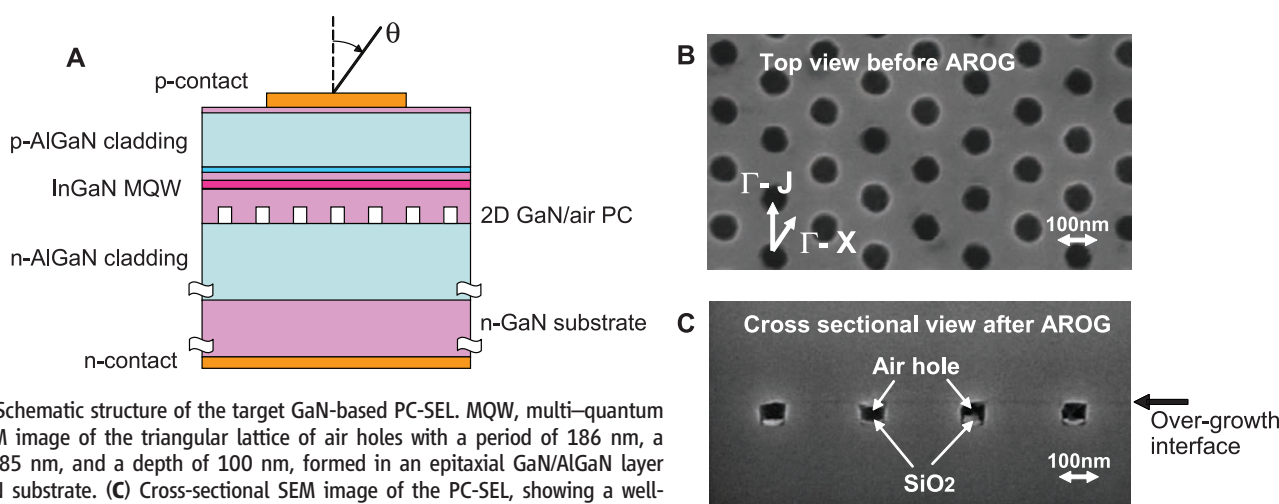 A
θ
p-contact
p-AlGaN cladding
InGaN MQW
2D GaN/air PC
n-AlGaN cladding
n-GaN substrate
n-contact
B
Top view before AROG
Γ- J
Γ- X
100nm
C
Cross sectional view after AROG
Air hole
SiO2
100nm
Over-growth
interface
Schematic structure of the target GaN-based PC-SEL. MQW, multi–quantum
image of the triangular lattice of air holes with a period of 186 nm, a
85 nm, and a depth of 100 nm, formed in an epitaxial GaN/AlGaN layer
substrate. (C) Cross-sectional SEM image of the PC-SEL, showing a well-